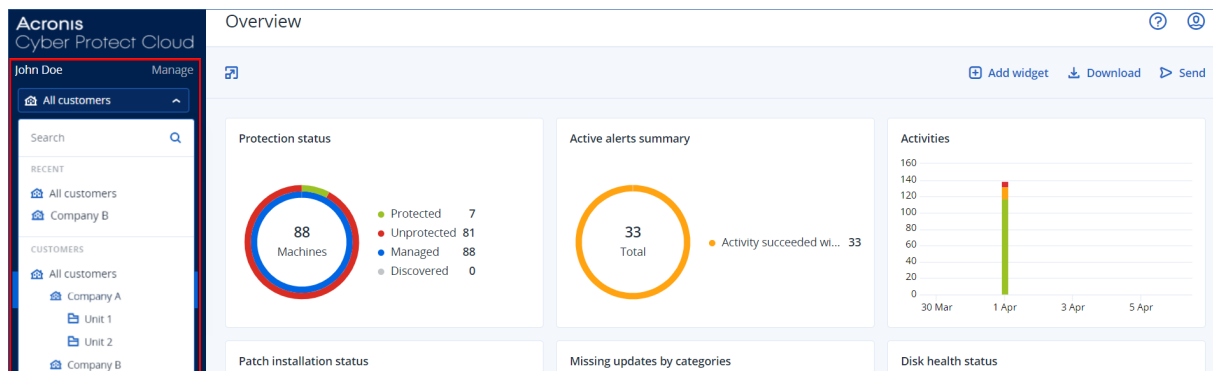 Acronis
Cyber Protect Cloud
John Doe Manage
All customers
Search
RECENT
All customers
Company B
CUSTOMERS
All customers
Company A
Unit 1
Unit 2
Company B
Overview
Add widget Download Send
Protection status
88
Machines
Protected 7
Unprotected 81
Managed 88
Discovered 0
Active alerts summary
33
Total
Activity succeeded wi... 33
Activities
160
140
120
100
80
60
40
20
0
30 Mar 1 Apr 3 Apr 5 Apr
Patch installation status
Missing updates by categories
Disk health status